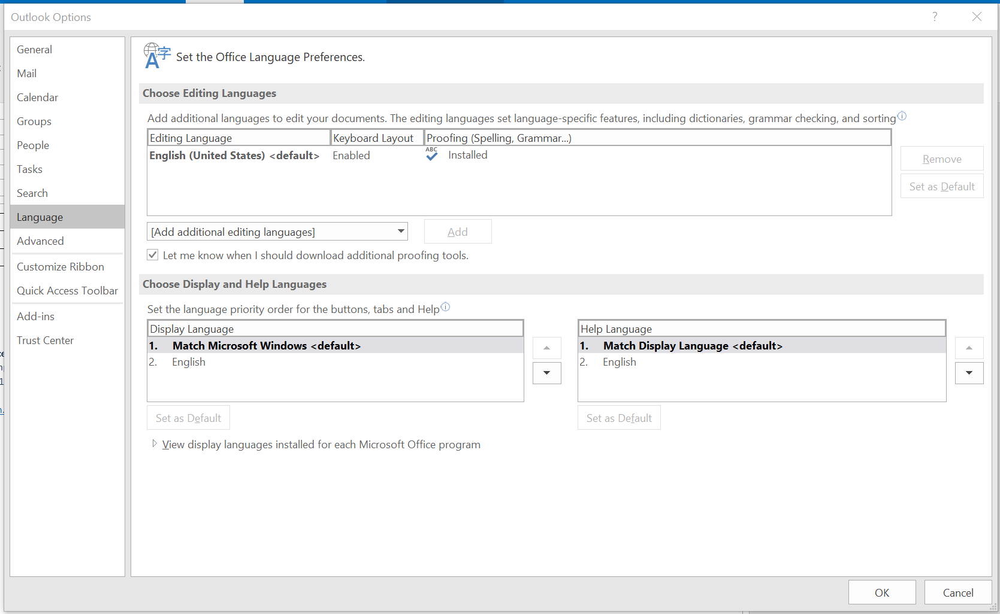 Outlook Options
?
General
Mail
Calendar
Groups
People
Tasks
Search
Language
Advanced
Customize Ribbon
Quick Access Toolbar
Add-ins
Trust Center
A字 Set the Office Language Preferences.
Choose Editing Languages
Add additional languages to edit your documents. The editing languages set language-specific features, including dictionaries, grammar checking, and sorting
Editing Language Keyboard Layout Proofing (Spelling, Grammar...)
English (United States) <default> Enabled ABC Installed
Remove
Set as Default
[Add additional editing languages] Add
Let me know when I should download additional proofing tools.
Choose Display and Help Languages
Set the language priority order for the buttons, tabs and Help
Display Language
1. Match Microsoft Windows <default>
2. English
Set as Default
Help Language
1. Match Display Language <default>
2. English
Set as Default
View display languages installed for each Microsoft Office program
OK Cancel